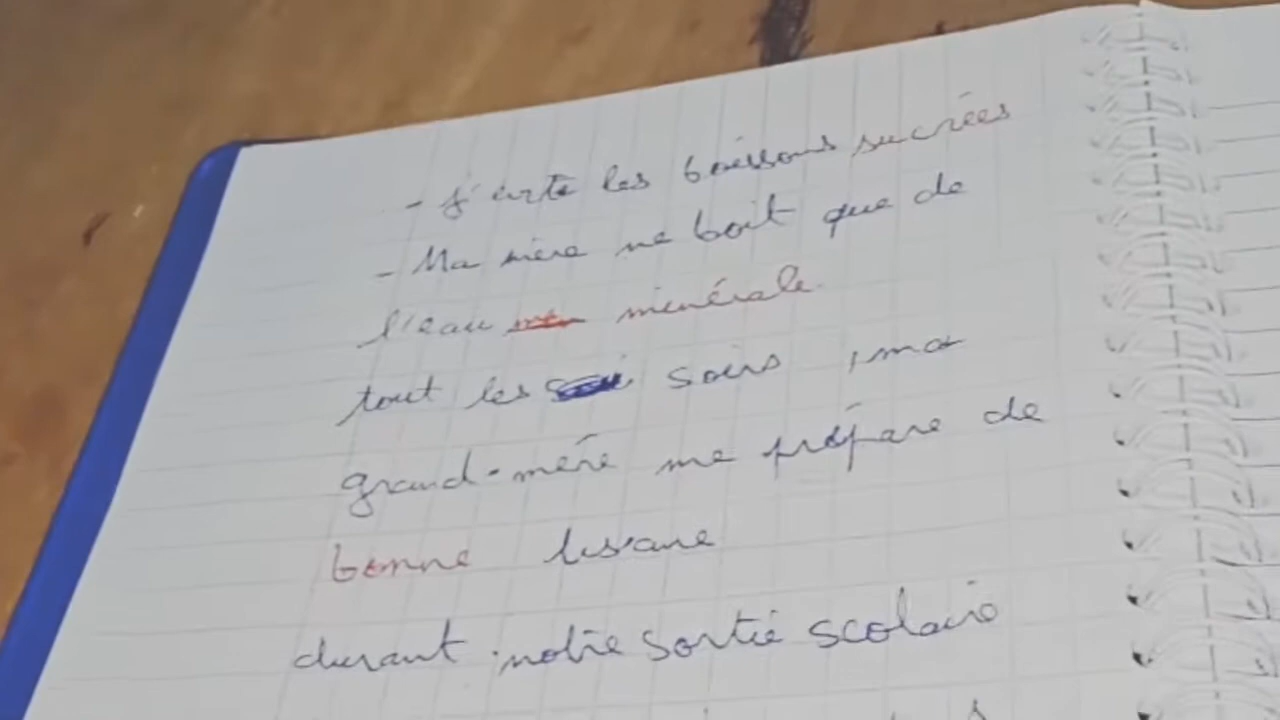 - J'évite les boissons sucrées
- Ma mère ne boit que de
l'eau minérale.
tout les soirs, ma
grand-mère me prépare de
bonne tisane
durant notre sortie scolaire